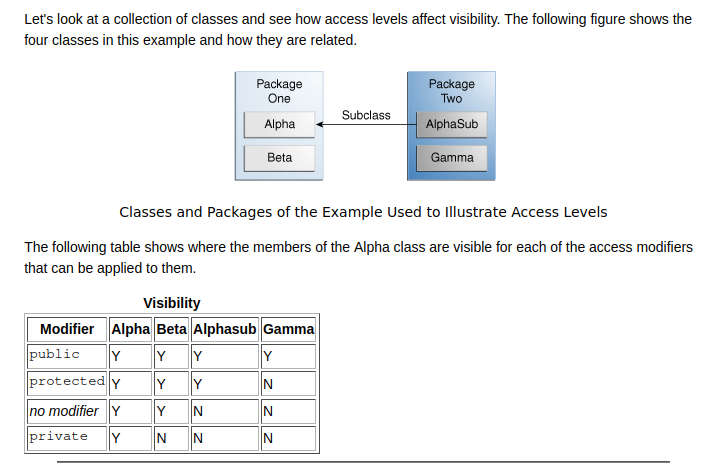 Let's look at a collection of classes and see how access levels affect visibility. The following figure shows the
four classes in this example and how they are related.
Package
One
Alpha
Beta
Subclass
Package
Two
AlphaSub
Gamma
Classes and Packages of the Example Used to Illustrate Access Levels
The following table shows where the members of the Alpha class are visible for each of the access modifiers
that can be applied to them.
Visibility
Modifier Alpha Beta Alphasub Gamma
public Y Y Y Y
protected Y Y Y N
no modifier Y Y N N
private Y N N N